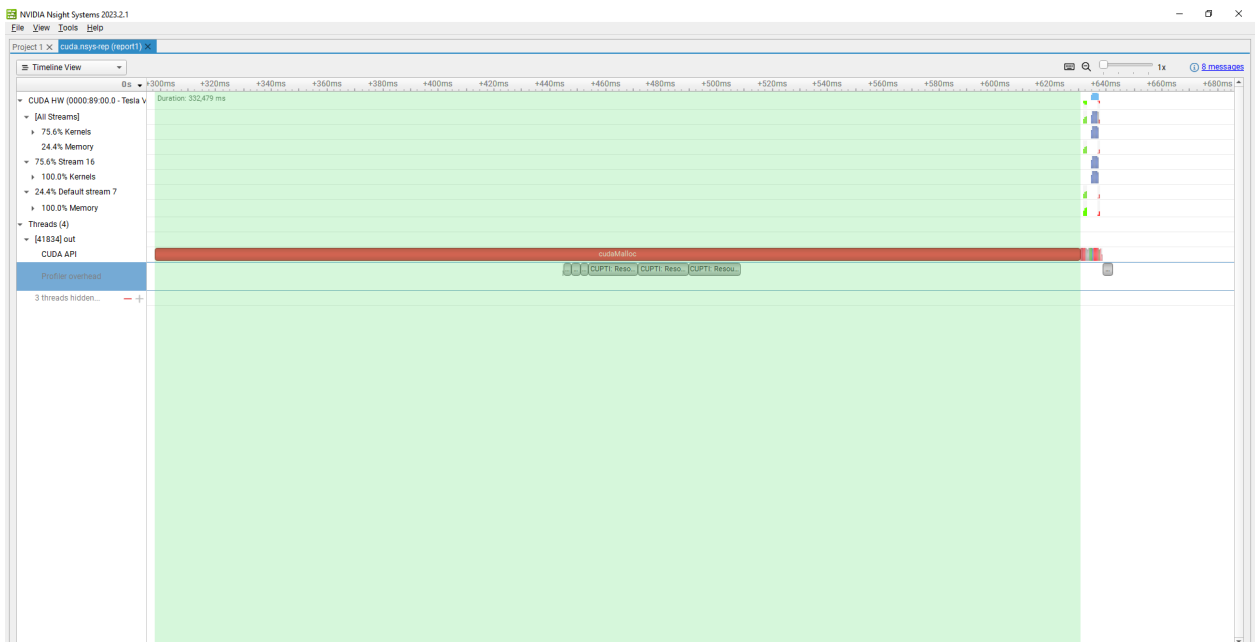 NVIDIA Nsight Systems 2023.2.1
File View Tools Help
Project 1 cuda.nsys-rep (report1)
Timeline View 1x 8 messages
0s +300ms +320ms +340ms +360ms +380ms +400ms +420ms +440ms +460ms +480ms +500ms +520ms +540ms +560ms +580ms +600ms +620ms +640ms +660ms +680ms
CUDA HW (0000:89:00.0 - Tesla V Duration: 332,479 ms
[All Streams]
75.6% Kernels
24.4% Memory
75.6% Stream 16
100.0% Kernels
24.4% Default stream 7
100.0% Memory
Threads (4)
[41834] out
CUDA API cudaMalloc
Profiler overhead ... ... ... CUPTI: Reso... CUPTI: Reso... CUPTI: Resou... ...
3 threads hidden...